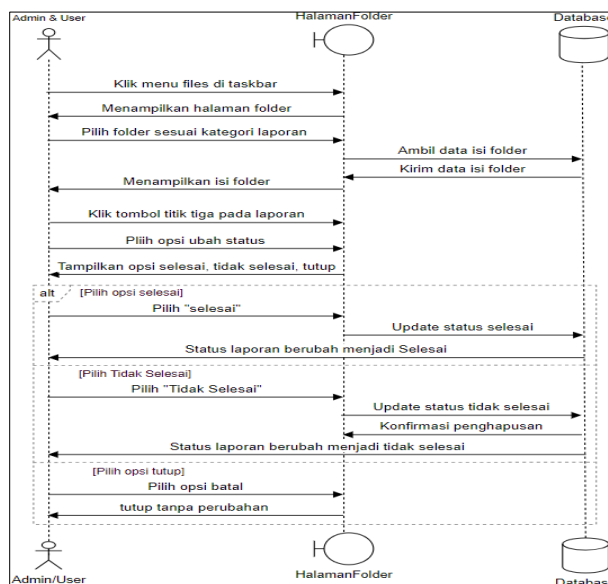 Admin & User
HalamanFolder
Database
Klik menu files di taskbar
Menampilkan halaman folder
Pilih folder sesuai kategori laporan
Ambil data isi folder
Kirim data isi folder
Menampilkan isi folder
Klik tombol titik tiga pada laporan
Pliih opsi ubah status
Tampilkan opsi selesai, tidak selesai, tutup
alt
[Pilih opsi selesai]
Pilih "selesai"
Update status selesai
Status laporan berubah menjadi Selesai
[Pilih Tidak Selesai]
Pilih "Tidak Selesai"
Update status tidak selesai
Konfirmasi penghapusan
Status laporan berubah menjadi tidak selesai
[Pilih opsi tutup]
Pilih opsi batal
tutup tanpa perubahan
Admin/User
HalamanFolder
Database